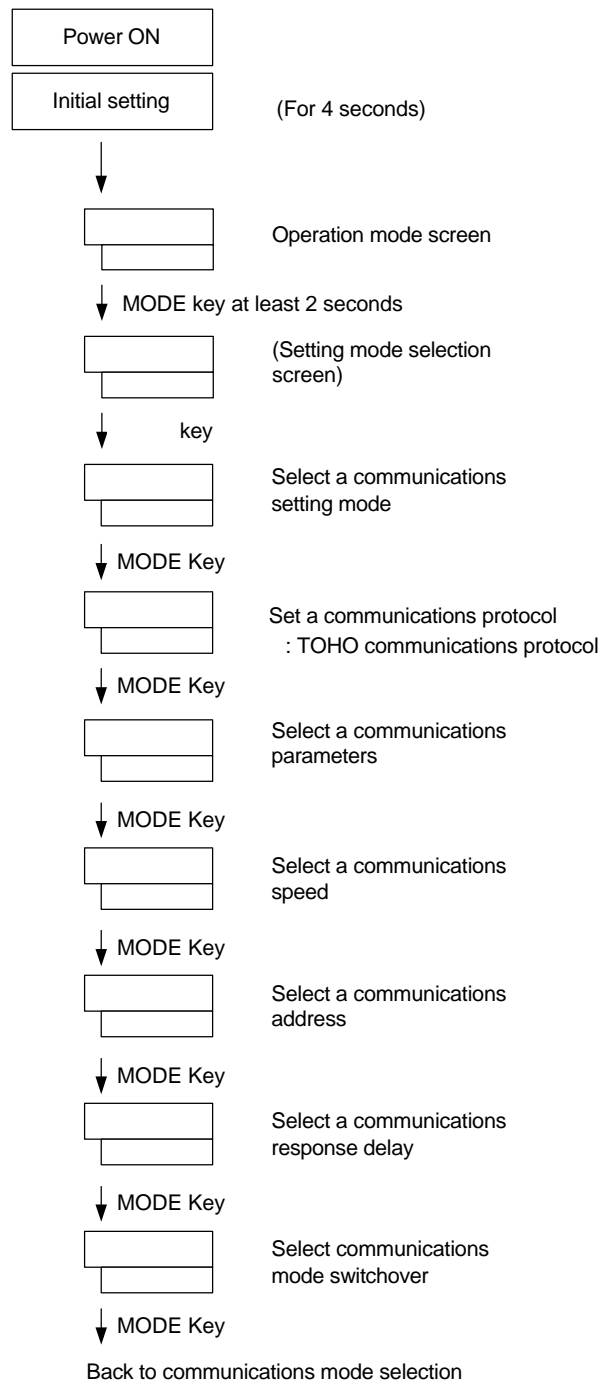 Power ON
Initial setting
(For 4 seconds)
Operation mode screen
MODE key at least 2 seconds
(Setting mode selection
screen)
key
Select a communications
setting mode
MODE Key
Set a communications protocol
: TOHO communications protocol
MODE Key
Select a communications
parameters
MODE Key
Select a communications
speed
MODE Key
Select a communications
address
MODE Key
Select a communications
response delay
MODE Key
Select communications
mode switchover
MODE Key
Back to communications mode selection